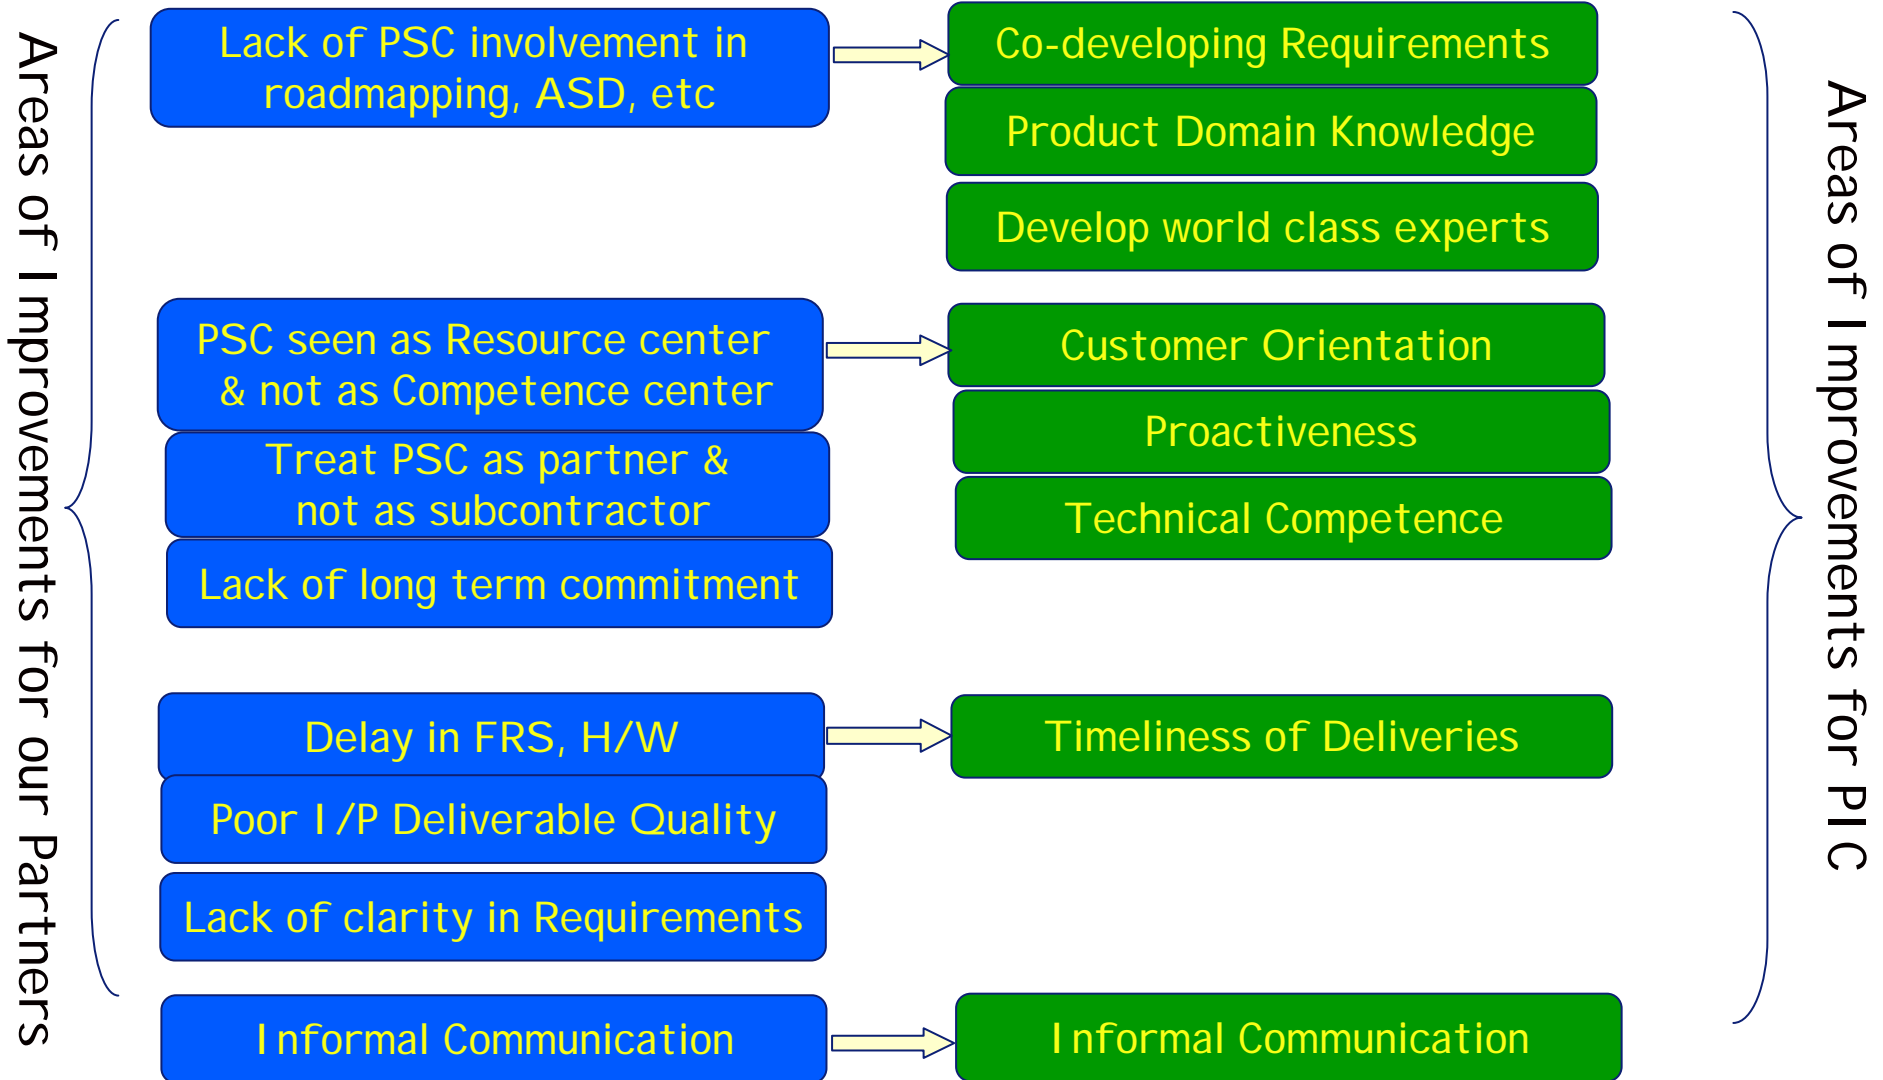 Areas of Improvements for our Partners
Lack of PSC involvement in
roadmapping, ASD, etc
PSC seen as Resource center
& not as Competence center
Treat PSC as partner &
not as subcontractor
Lack of long term commitment
Delay in FRS, H/W
Poor I/P Deliverable Quality
Lack of clarity in Requirements
Informal Communication
Co-developing Requirements
Product Domain Knowledge
Develop world class experts
Customer Orientation
Proactiveness
Technical Competence
Timeliness of Deliveries
Informal Communication
Areas of Improvements for PIC